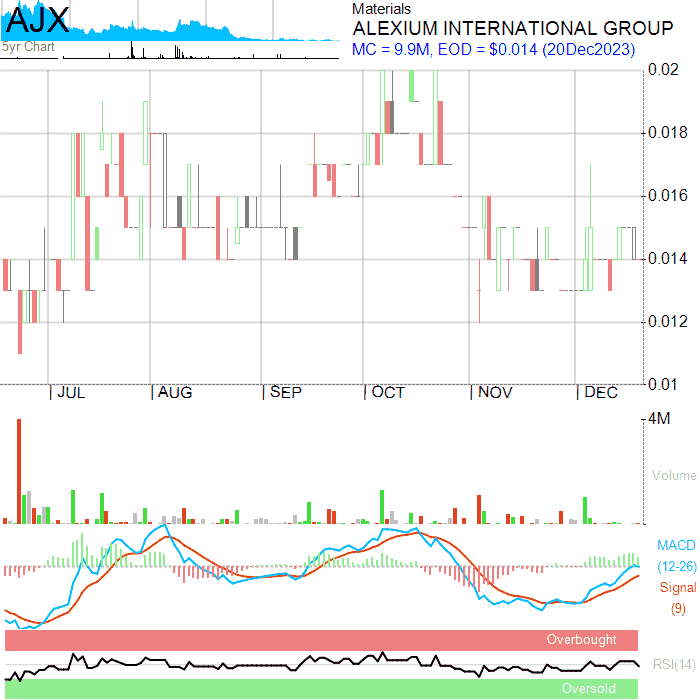 AJX
5yr Chart
Materials
ALEXIUM INTERNATIONAL GROUP
MC = 9.9M, EOD = $0.014 (20Dec2023)
0.02
0.018
0.016
0.014
0.012
0.01
JUL AUG SEP OCT NOV DEC
4M
Volume
MACD
(12-26)
Signal
(9)
Overbought
RSI(14)
Oversold